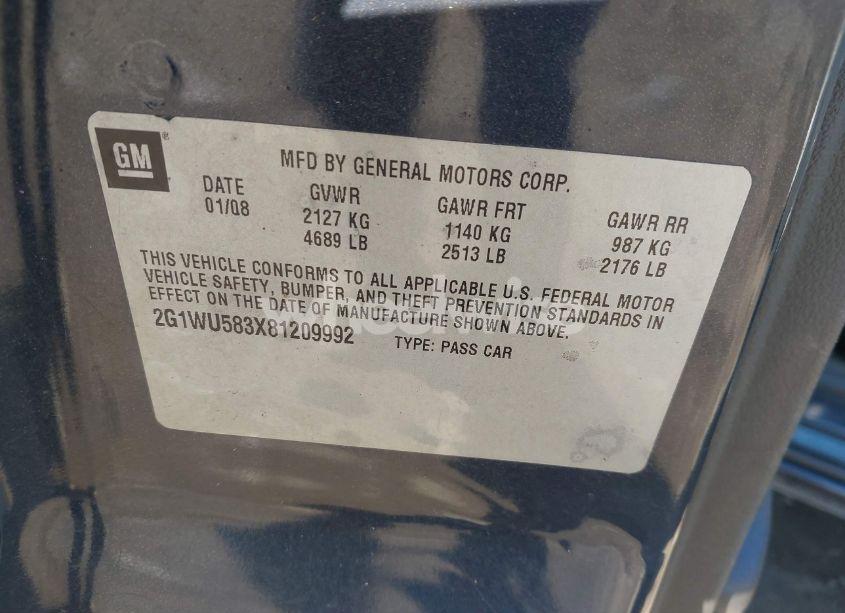 GM
MFD BY GENERAL MOTORS CORP.
DATE GVWR GAWR FRT GAWR RR
01/08 2127 KG 1140 KG 987 KG
4689 LB 2513 LB 2176 LB
THIS VEHICLE CONFORMS TO ALL APPLICABLE U.S. FEDERAL MOTOR
VEHICLE SAFETY, BUMPER, AND THEFT PREVENTION STANDARDS IN
EFFECT ON THE DATE OF MANUFACTURE SHOWN ABOVE.
2G1WU583X81209992 TYPE: PASS CAR